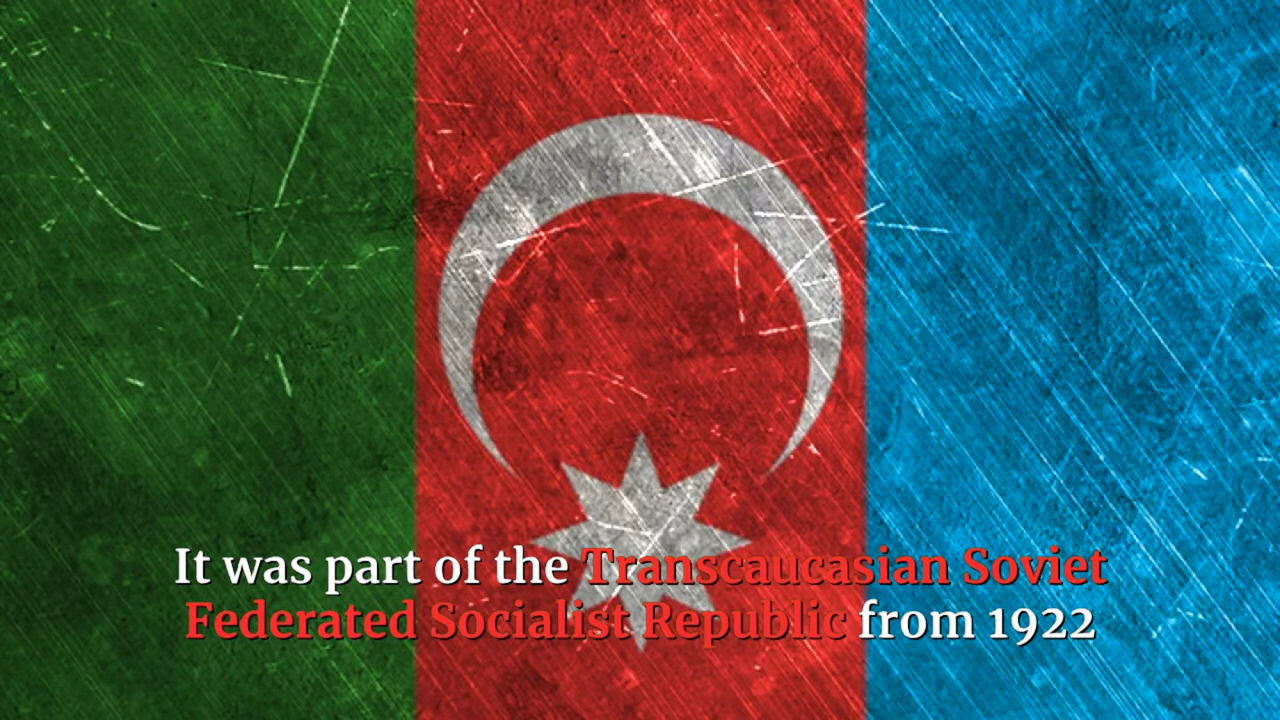 It was part of the Transcaucasian Soviet
Federated Socialist Republic from 1922